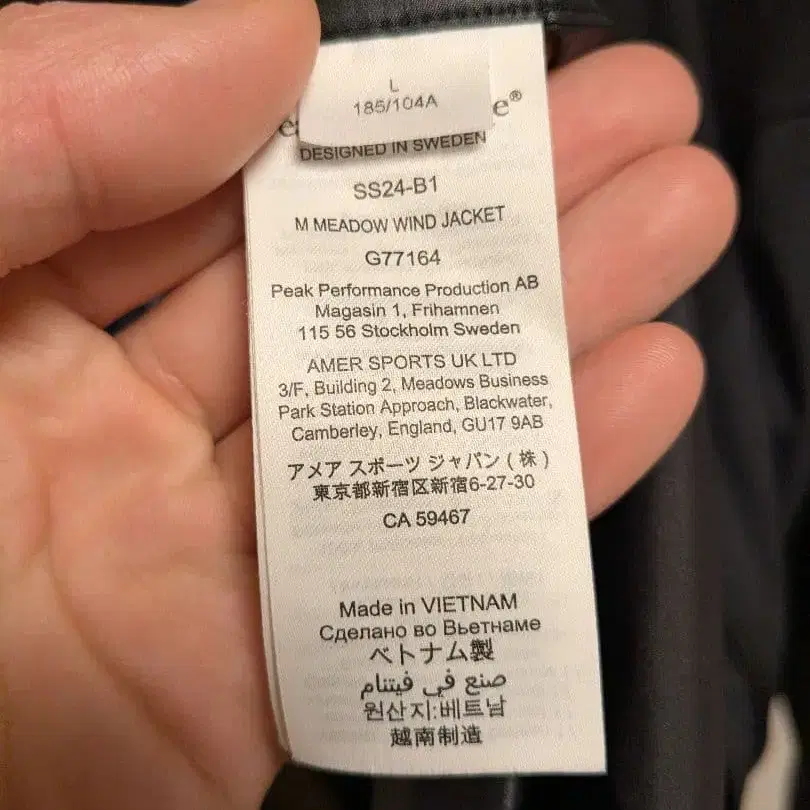 L
185/104A
e®
DESIGNED IN SWEDEN
SS24-B1
M MEADOW WIND JACKET
G77164
Peak Performance Production AB
Magasin 1, Frihamnen
115 56 Stockholm Sweden
AMER SPORTS UK LTD
3/F, Building 2, Meadows Business
Park Station Approach, Blackwater,
Camberley, England, GU17 9AB
アメア スポーツ ジャパン ( 株 )
東京都新宿区新宿6-27-30
CA 59467
Made in VIETNAM
Сделано во Вьетнаме
ベトナム製
صنع في فيتنام
원산지:베트남
越南制造